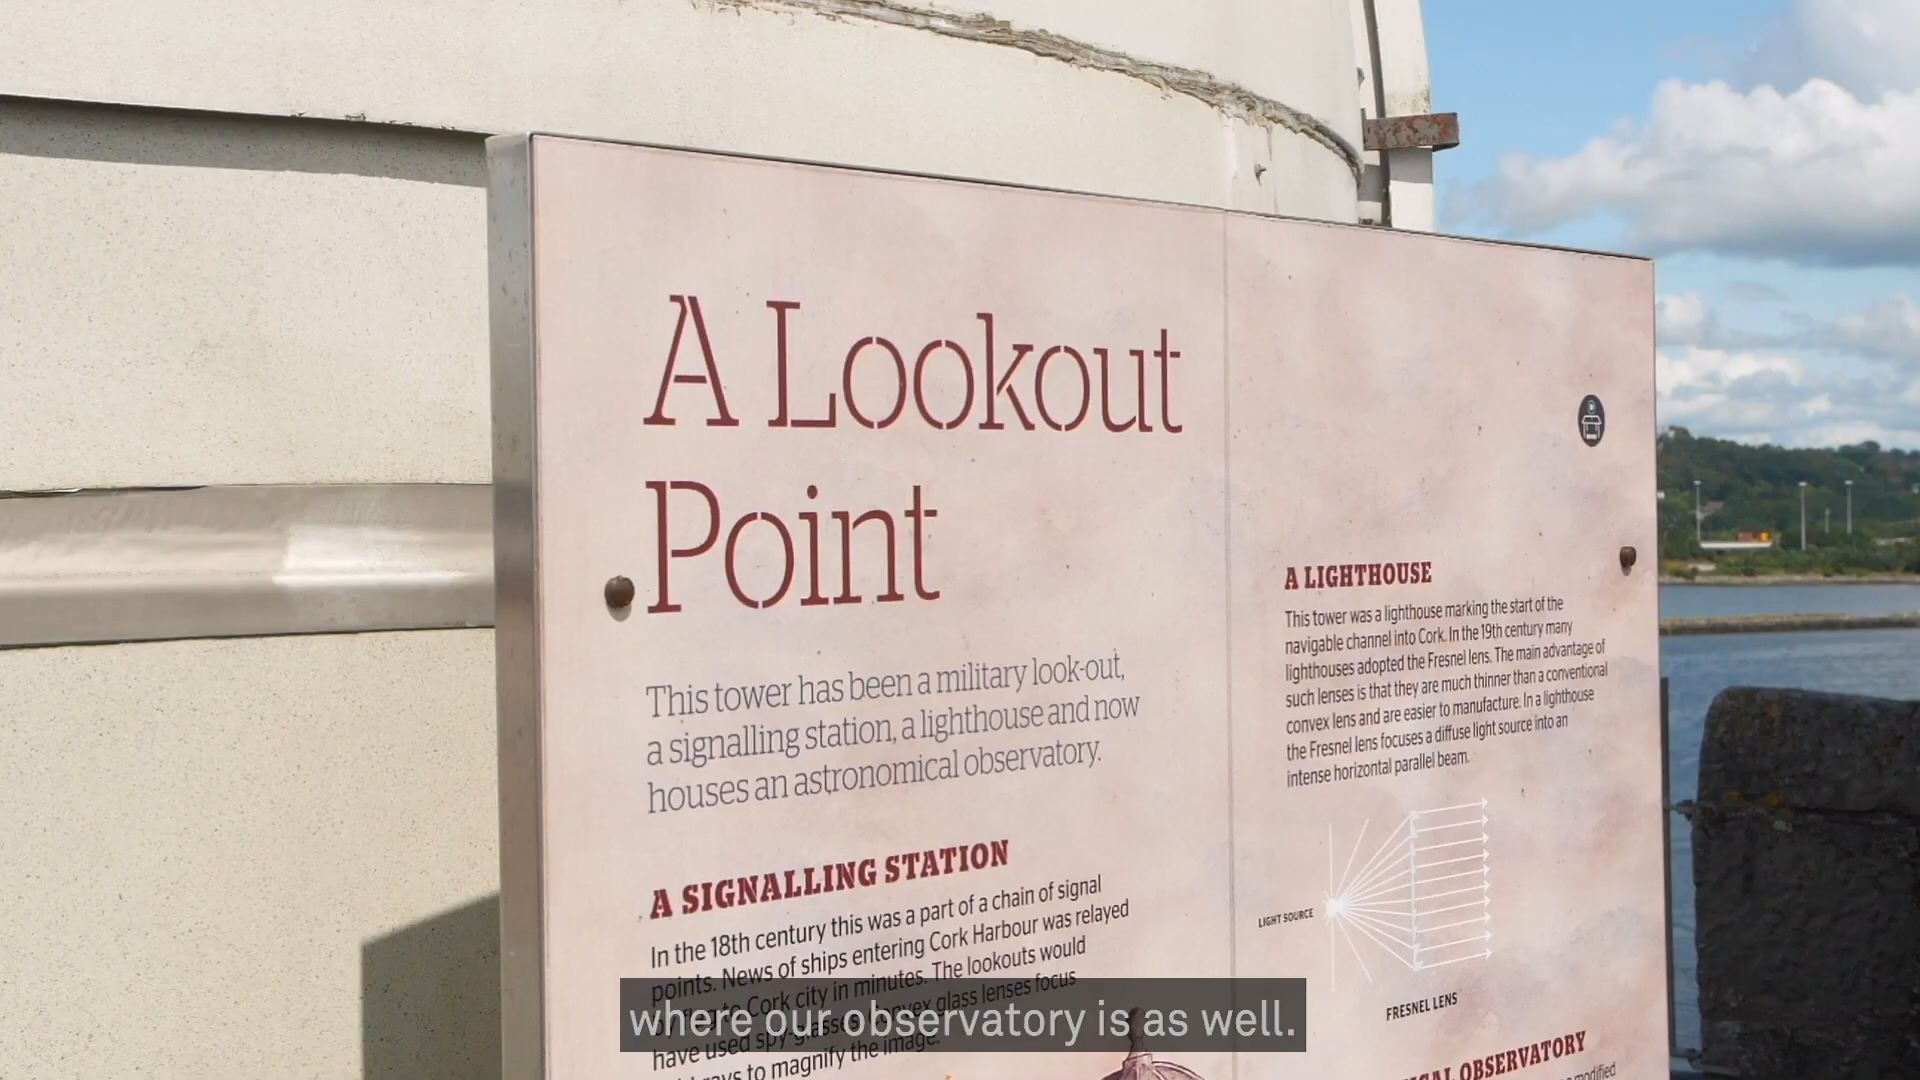 A Lookout
Point
This tower has been a military look-out,
a signalling station, a lighthouse and now
houses an astronomical observatory.
A SIGNALLING STATION
In the 18th century this was a part of a chain of signal
points. News of ships entering Cork Harbour was relayed
to Cork city in minutes. The lookouts would
have used spy-glasses. Convex glass lenses focus
rays to magnify the image.
A LIGHTHOUSE
This tower was a lighthouse marking the start of the
navigable channel into Cork. In the 19th century many
lighthouses adopted the Fresnel lens. The main advantage of
such lenses is that they are much thinner than a conventional
convex lens and are easier to manufacture. In a lighthouse
the Fresnel lens focuses a diffuse light source into an
intense horizontal parallel beam.
LIGHT SOURCE
FRESNEL LENS
OBSERVATORY
modified
where our observatory is as well.